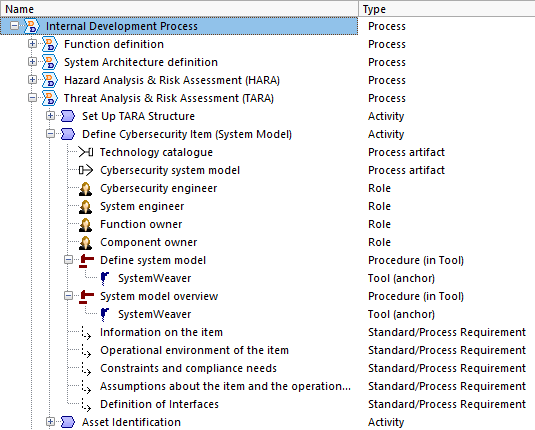 Name Type
Internal Development Process Process
Function definition Process
System Architecture definition Process
Hazard Analysis & Risk Assessment (HARA) Process
Threat Analysis & Risk Assessment (TARA) Process
Set Up TARA Structure Activity
Define Cybersecurity Item (System Model) Activity
Technology catalogue Process artifact
Cybersecurity system model Process artifact
Cybersecurity engineer Role
System engineer Role
Function owner Role
Component owner Role
Define system model Procedure (in Tool)
SystemWeaver Tool (anchor)
System model overview Procedure (in Tool)
SystemWeaver Tool (anchor)
Information on the item Standard/Process Requirement
Operational environment of the item Standard/Process Requirement
Constraints and compliance needs Standard/Process Requirement
Assumptions about the item and the operation... Standard/Process Requirement
Definition of Interfaces Standard/Process Requirement
Asset Identification Activity